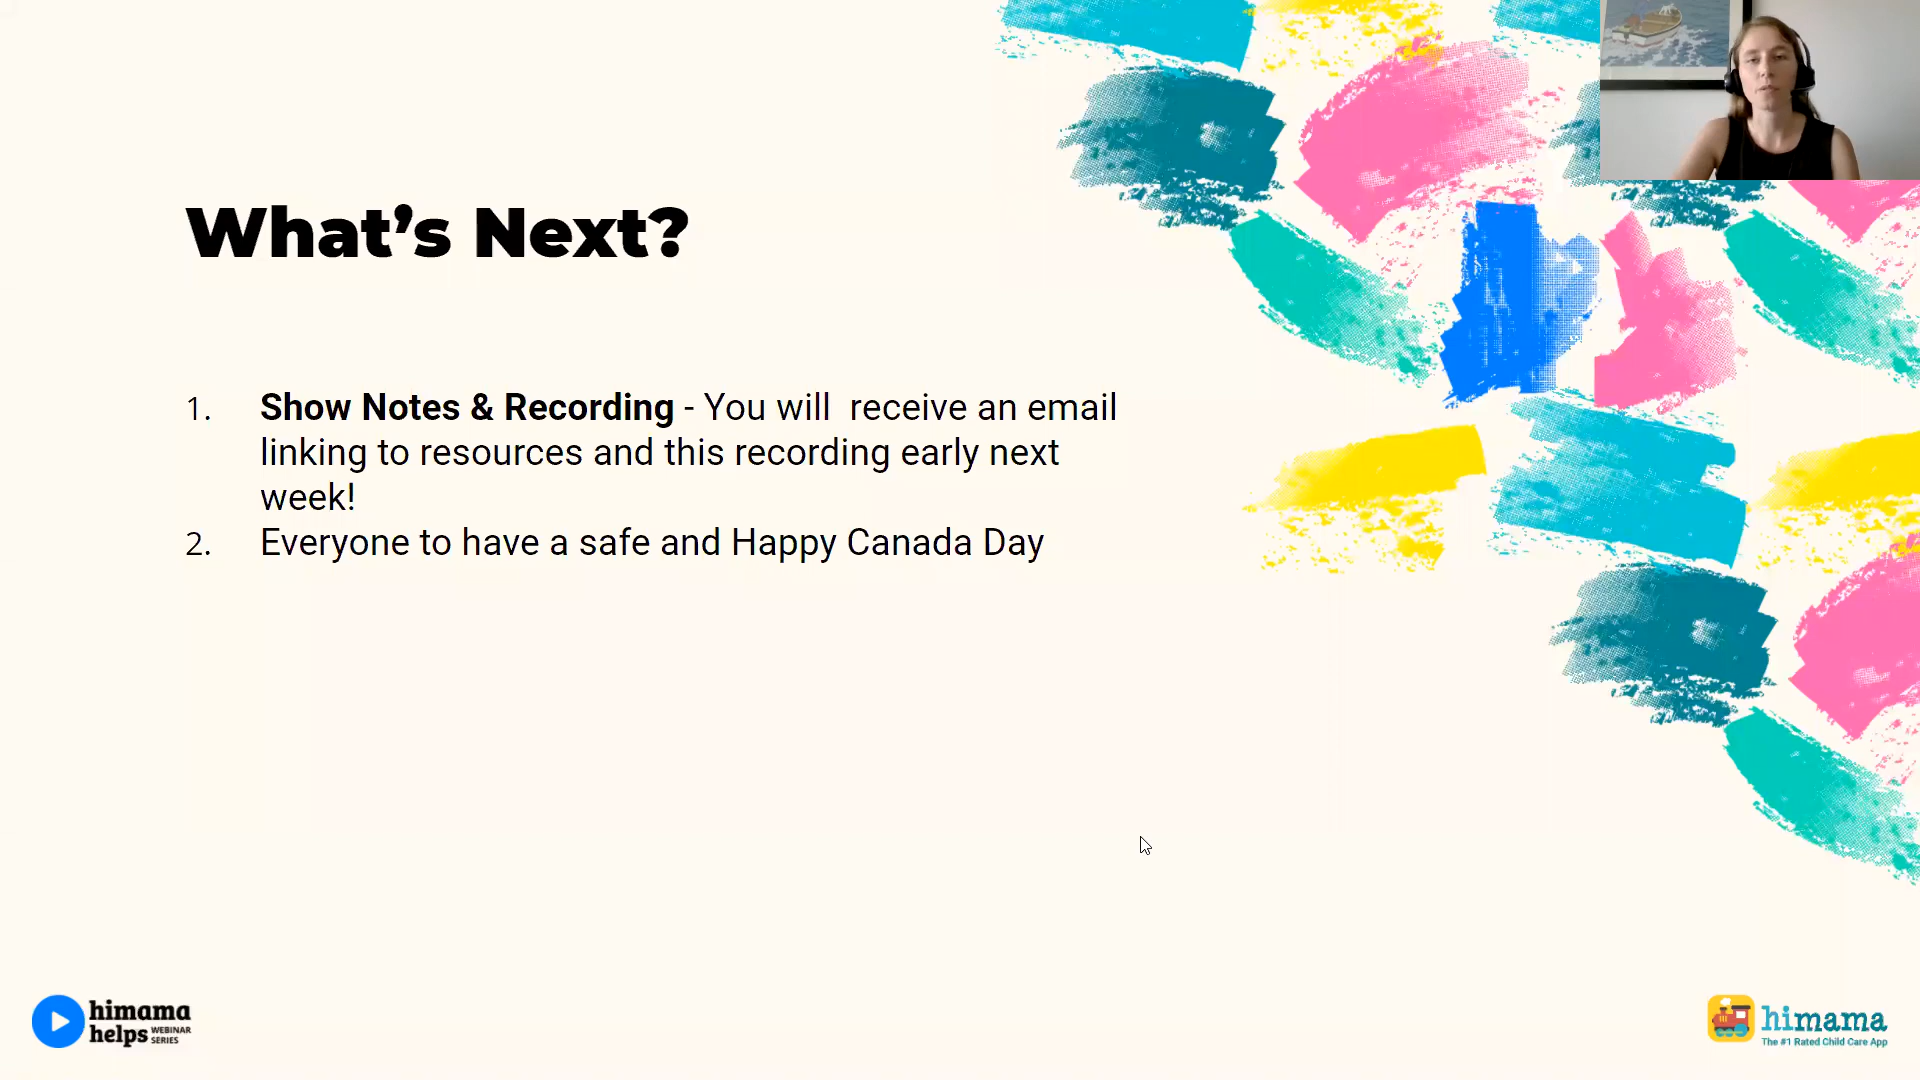 What's Next?
1. Show Notes & Recording - You will receive an email
linking to resources and this recording early next
week!
2. Everyone to have a safe and Happy Canada Day
himama
helps WEBINAR
SERIES
himama
The #1 Rated Child Care App